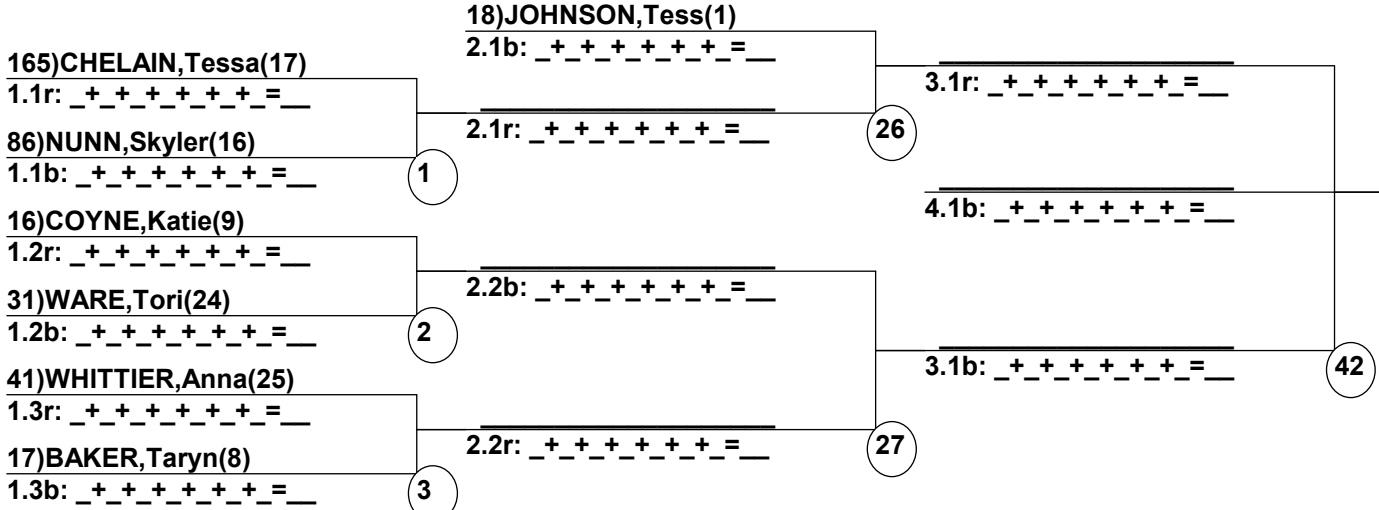 18)JOHNSON,Tess(1)
2.1b: _+_+_+_+_+_=__
165)CHELAIN,Tessa(17)
1.1r: _+_+_+_+_+_=__
3.1r: _+_+_+_+_+_=__
2.1r: _+_+_+_+_+_=__
26
86)NUNN,Skyler(16)
1.1b: _+_+_+_+_+_=__
1
4.1b: _+_+_+_+_+_=__
16)COYNE,Katie(9)
1.2r: _+_+_+_+_+_=__
2.2b: _+_+_+_+_+_=__
31)WARE,Tori(24)
1.2b: _+_+_+_+_+_=__
2
3.1b: _+_+_+_+_+_=__
42
41)WHITTIER,Anna(25)
1.3r: _+_+_+_+_+_=__
2.2r: _+_+_+_+_+_=__
27
17)BAKER,Taryn(8)
1.3b: _+_+_+_+_+_=__
3